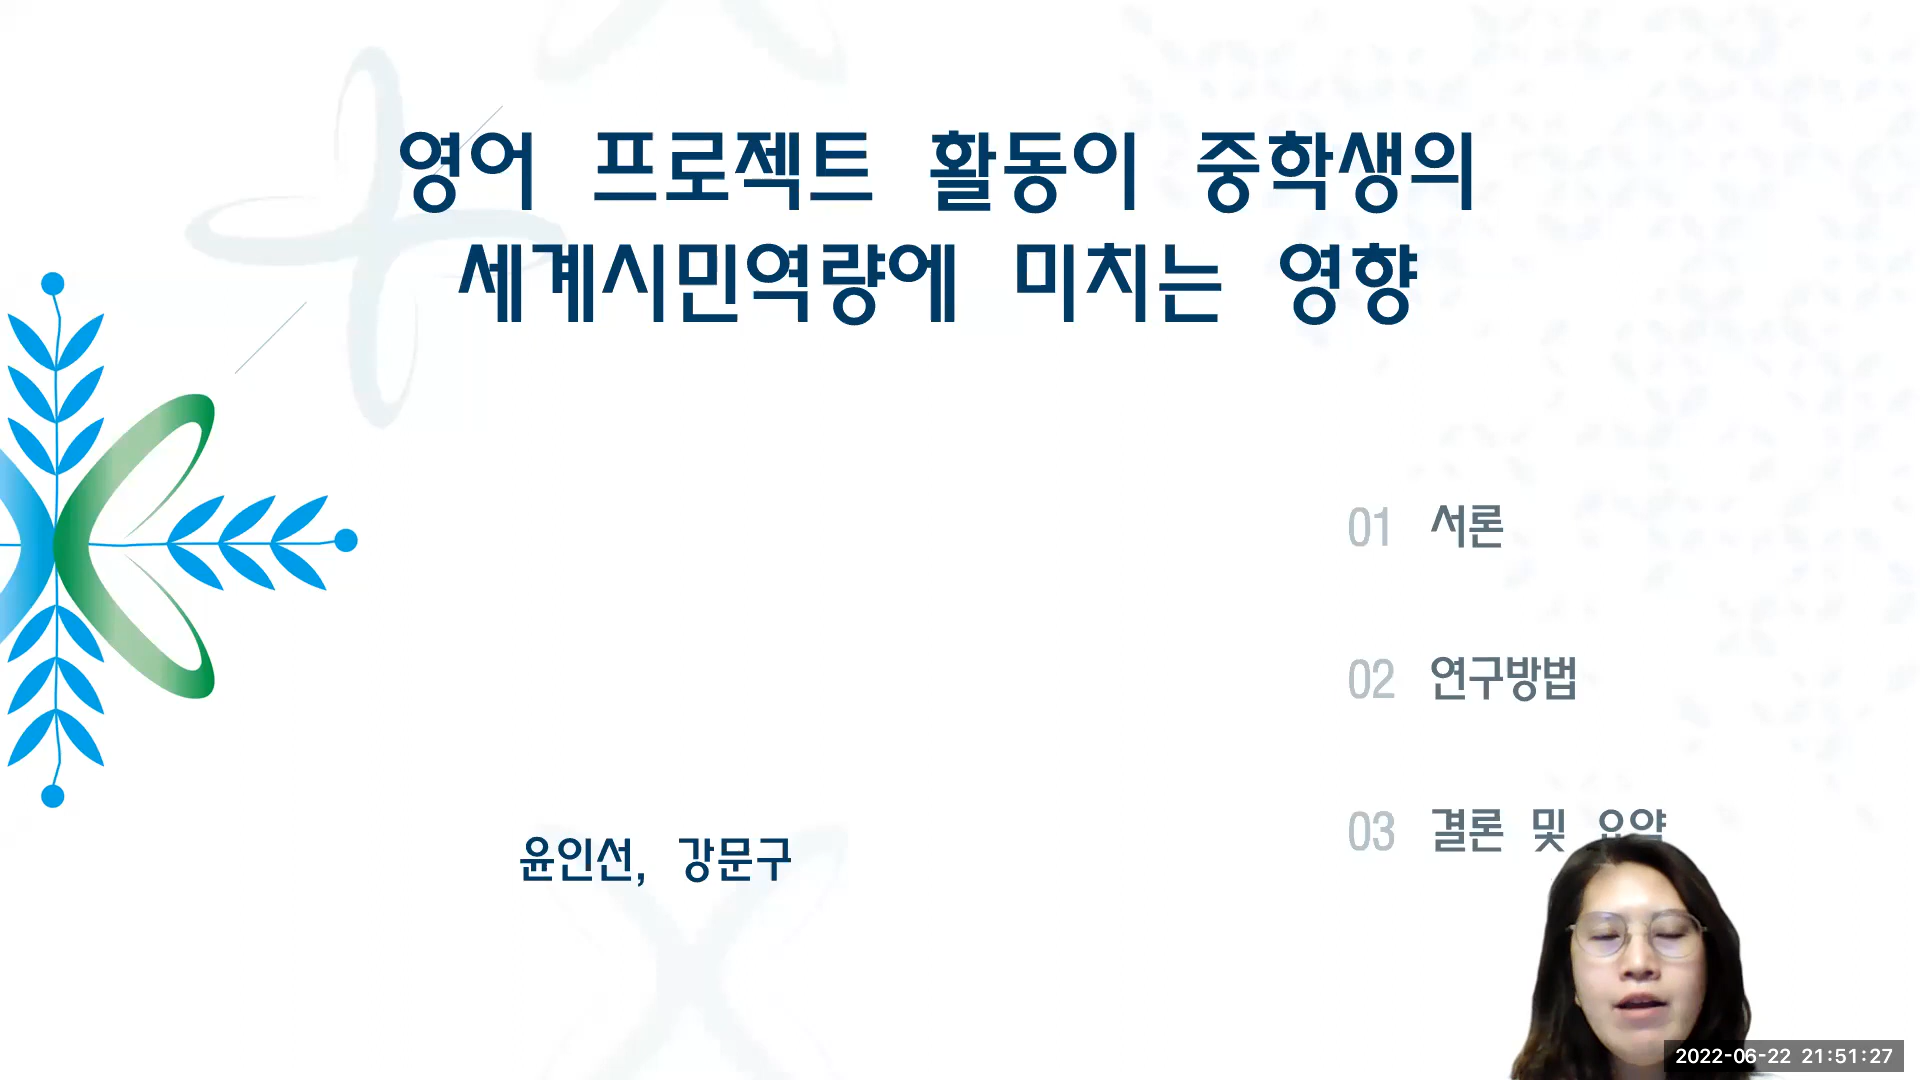 영어 프로젝트 활동이 중학생의
세계시민역량에 미치는 영향
01 서론
02 연구방법
03 결론 및 요약
윤인선, 강문구
2022-06-22 21:51:27